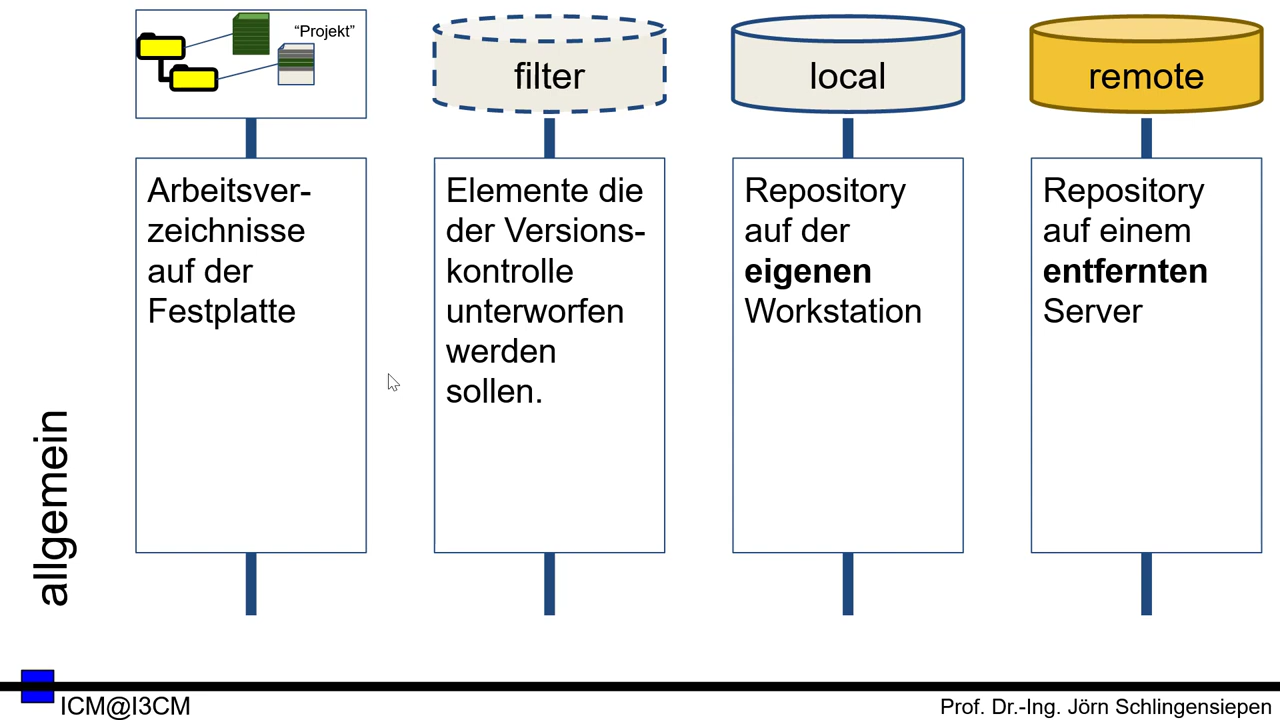 “Projekt”
filter
local
remote
Arbeitsver-
zeichnisse
auf der
Festplatte
Elemente die
der Versions-
kontrolle
unterworfen
werden
sollen.
Repository
auf der
eigenen
Workstation
Repository
auf einem
entfernten
Server
allgemein
ICM@I3CM
Prof. Dr.-Ing. Jörn Schlingensiepen